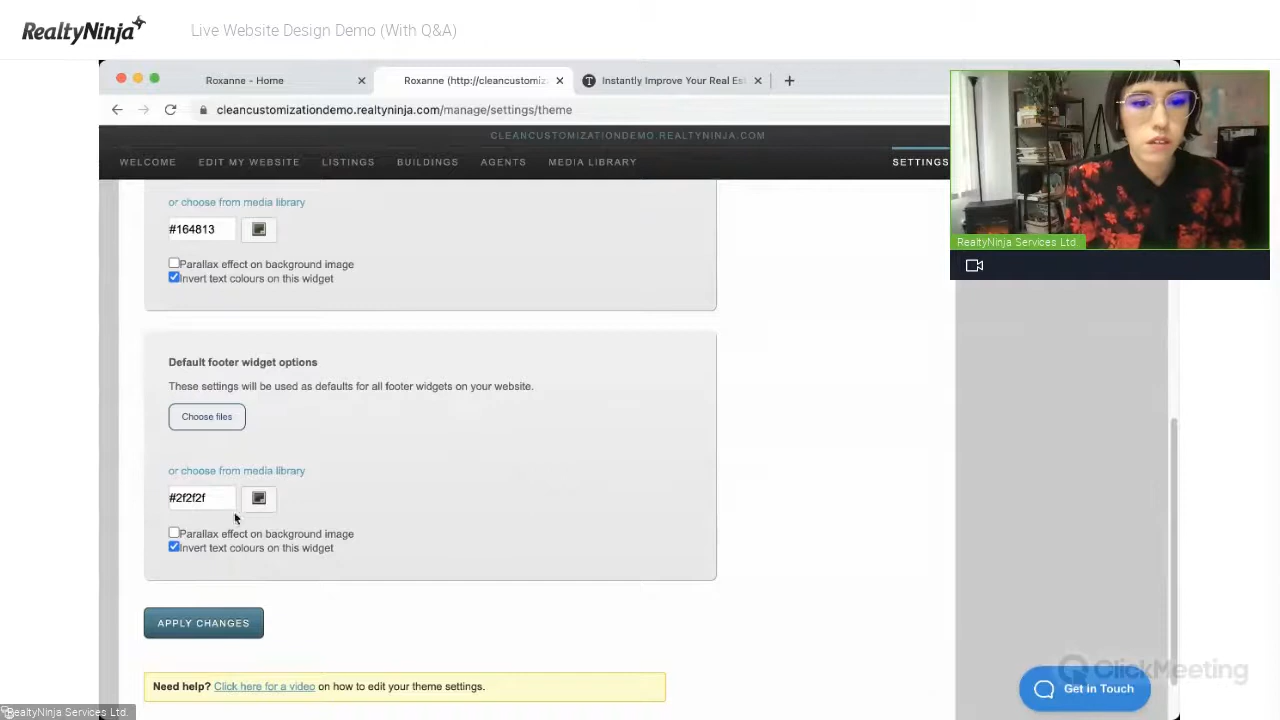 RealtyNinja
Live Website Design Demo (With Q&A)
Roxanne - Home
Roxanne (http://cleancustomiza
Instantly Improve Your Real Es
cleancustomizationdemo.realtyninja.com/manage/settings/theme
CLEANCUSTOMIZATIONDEMO.REALTYNINJA.COM
WELCOME EDIT MY WEBSITE LISTINGS BUILDINGS AGENTS MEDIA LIBRARY SETTINGS
or choose from media library
#164813
Parallax effect on background image
Invert text colours on this widget
RealtyNinja Services Ltd.
Default footer widget options
These settings will be used as defaults for all footer widgets on your website.
Choose files
or choose from media library
#2f2f2f
Parallax effect on background image
Invert text colours on this widget
APPLY CHANGES
Need help? Click here for a video on how to edit your theme settings.
ClickMeeting
Get in Touch
RealtyNinja Services Ltd.